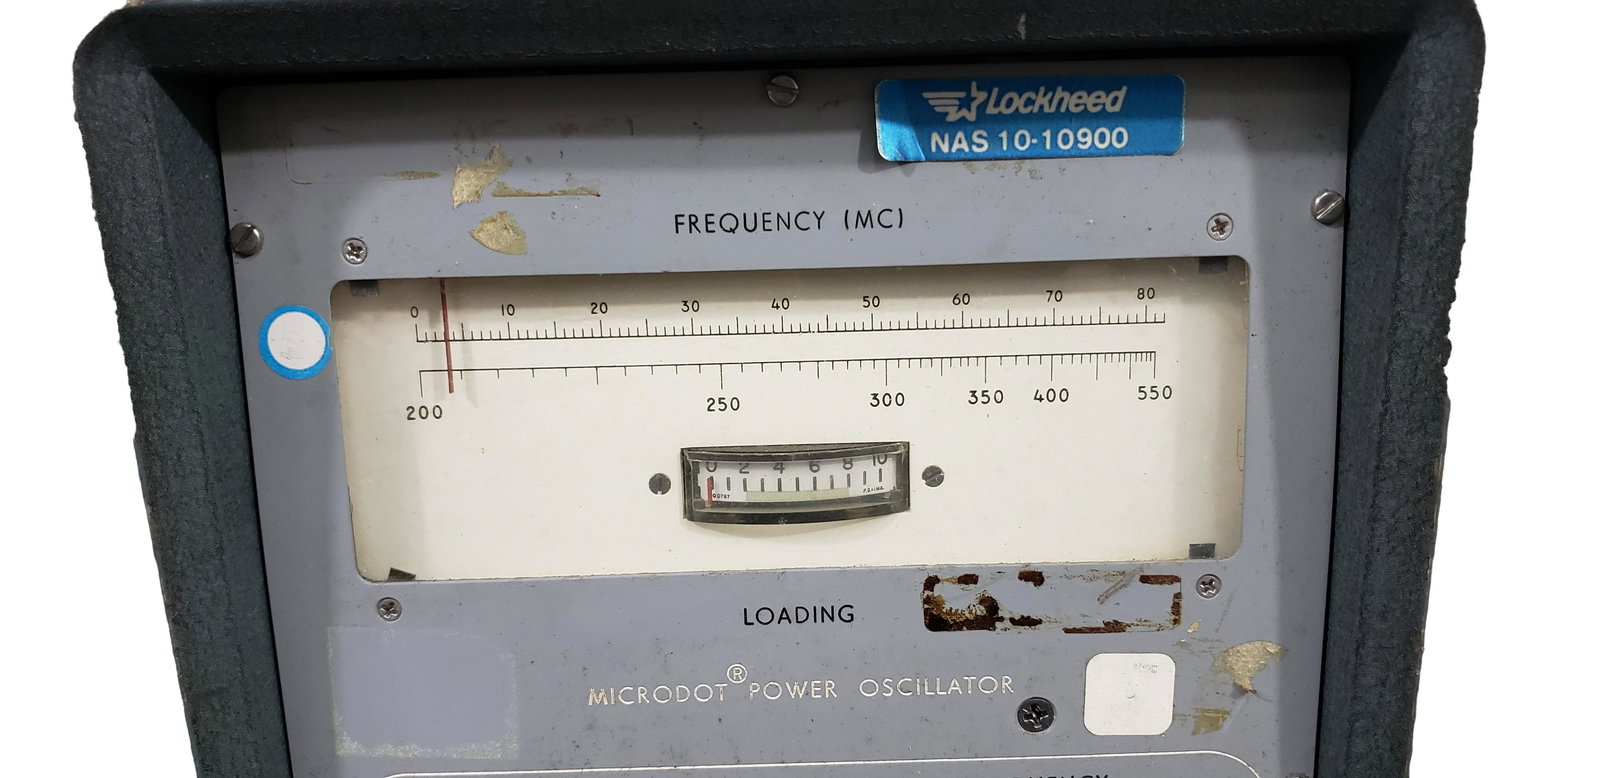 Lockheed
NAS 10-10900
FREQUENCY (MC)
0 10 20 30 40 50 60 70 80
200 250 300 350 400 550
0 2 4 6 8 10
LOADING
MICRODOT® POWER OSCILLATOR